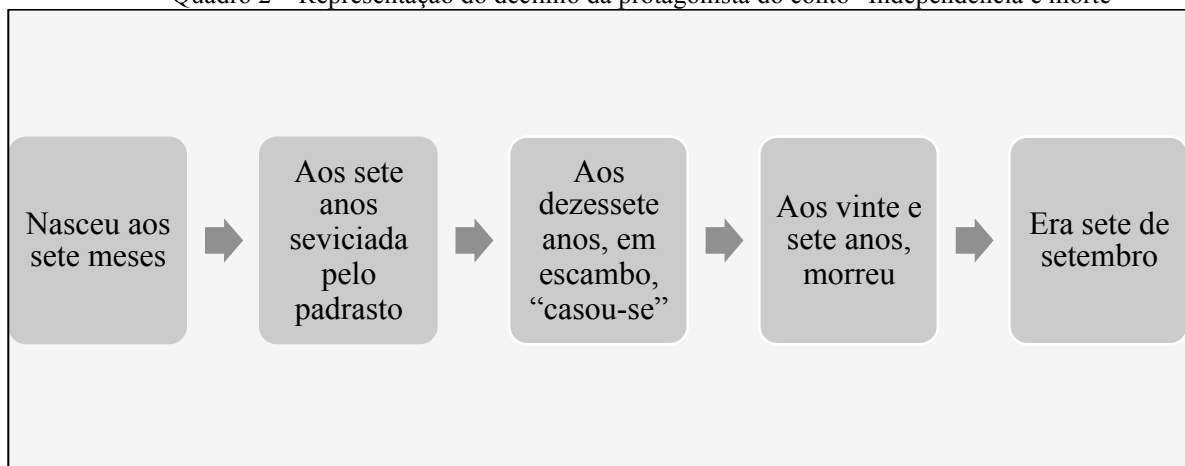 Quadro 2 – Representação do declínio da protagonista do conto “Independência e morte”
Nasceu aos
sete meses
Aos sete
anos
seviciada
pelo
padrasto
Aos
dezessete
anos, em
escambo,
“casou-se”
Aos vinte e
sete anos,
morreu
Era sete de
setembro